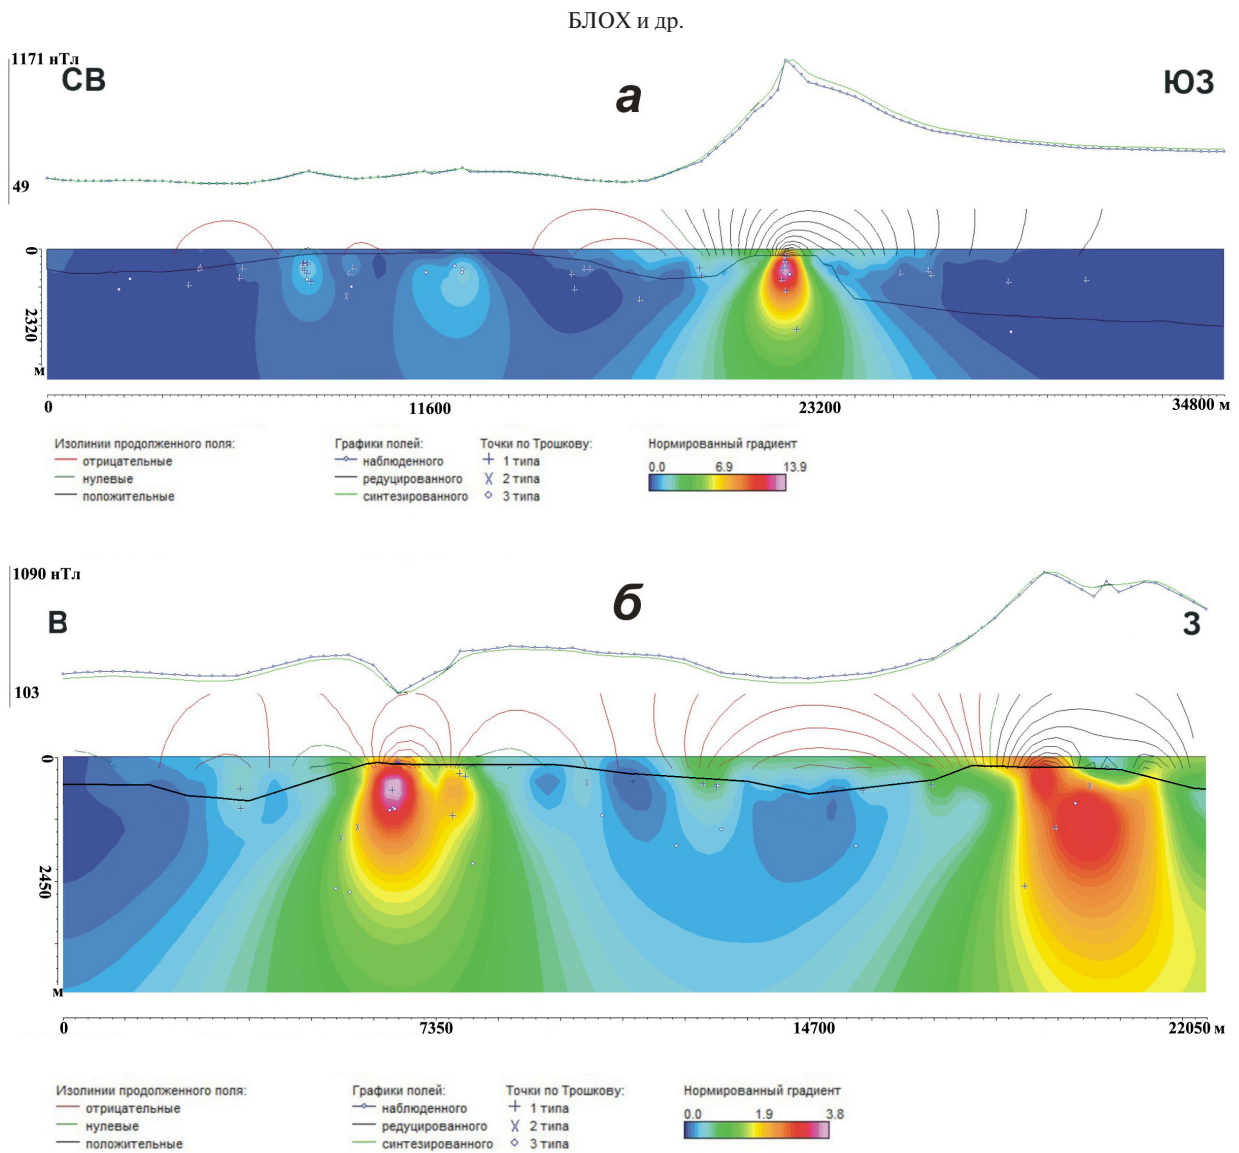 БЛОХ и др.
1171 нТл
СВ
а
ЮЗ
49
0
2320
м
0 11600 23200 34800 м
Изолинии продолженного поля: Графики полей: Точки по Трошкову: Нормированный градиент
отрицательные наблюденного 1 типа 0.0 6.9 13.9
нулевые редуцированного 2 типа
положительные синтезированного 3 типа
1090 нТл
В
б
З
103
0
2450
м
0 7350 14700 22050 м
Изолинии продолженного поля: Графики полей: Точки по Трошкову: Нормированный градиент
отрицательные наблюденного 1 типа 0.0 1.9 3.8
нулевые редуцированного 2 типа
положительные синтезированного 3 типа